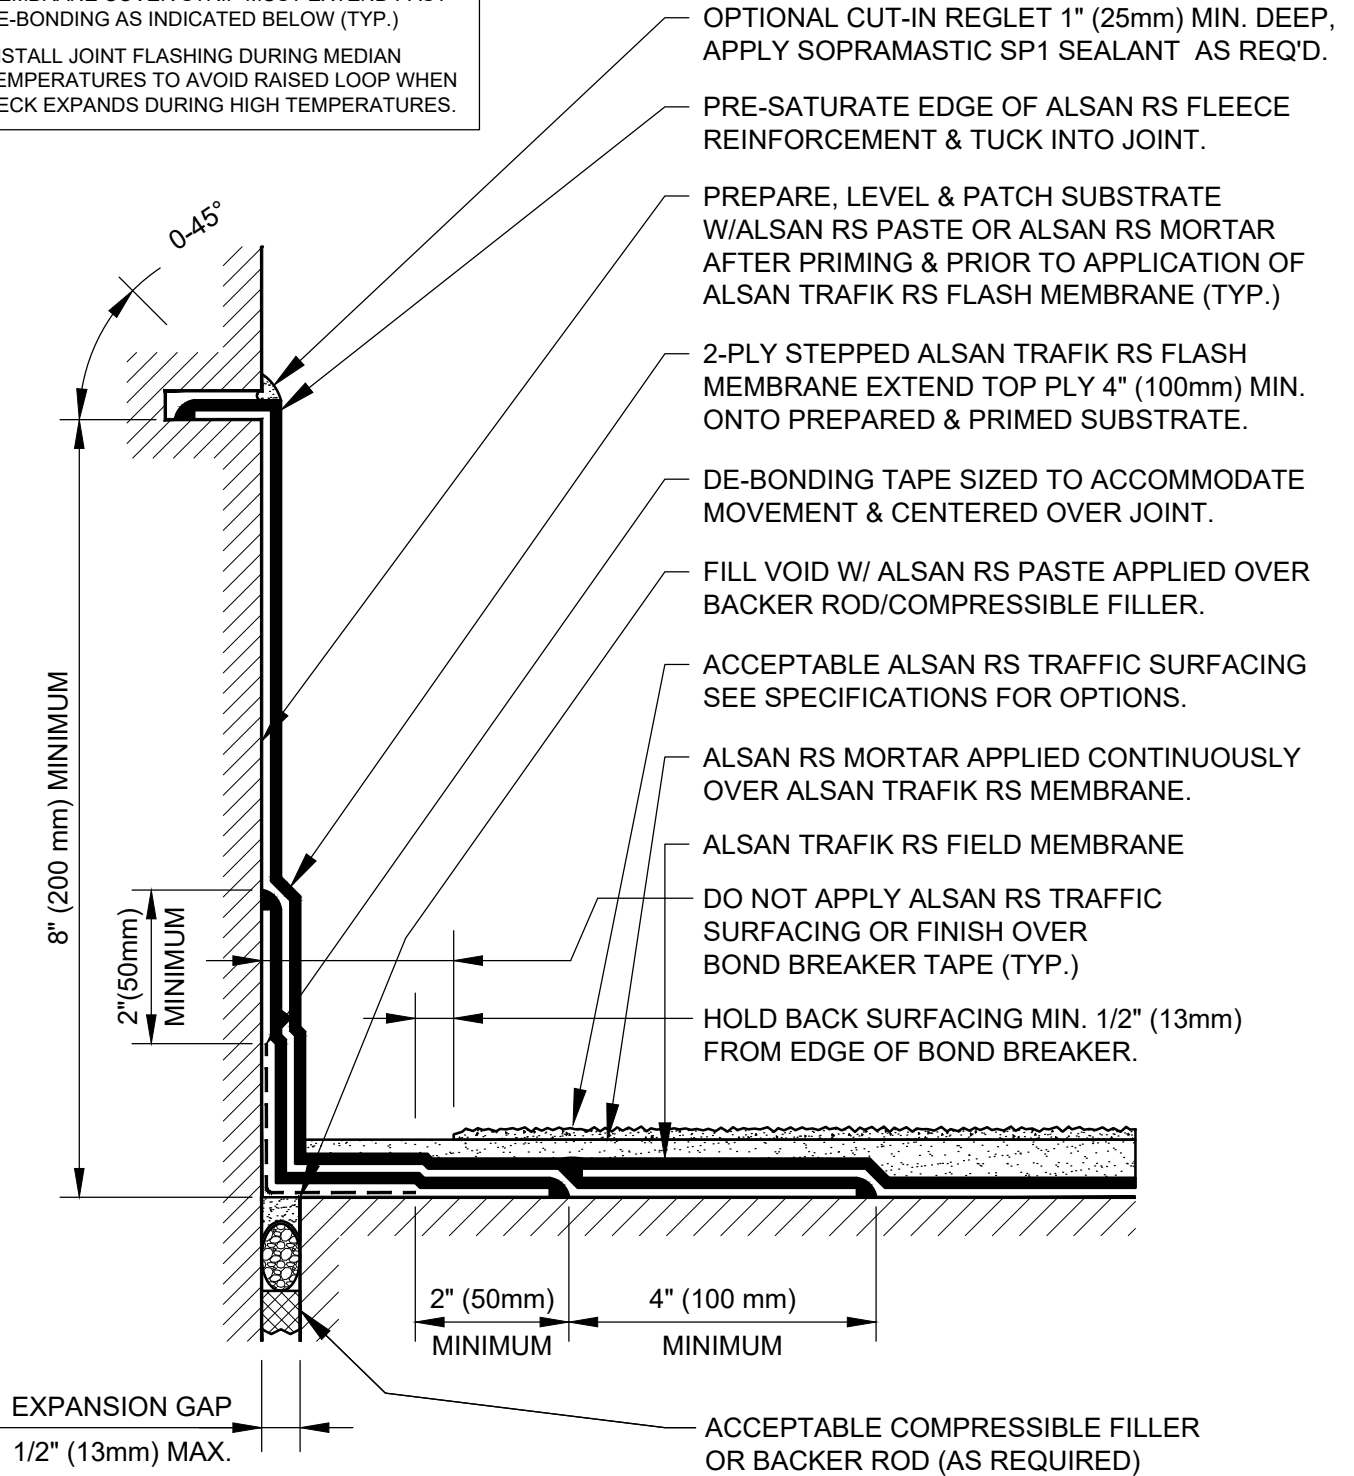 E-BONDING AS INDICATED BELOW (TYP.)
STALL JOINT FLASHING DURING MEDIAN
EMPERATURES TO AVOID RAISED LOOP WHEN
ECK EXPANDS DURING HIGH TEMPERATURES.
OPTIONAL CUT-IN REGLET 1" (25mm) MIN. DEEP,
APPLY SOPRAMASTIC SP1 SEALANT AS REQ'D.
PRE-SATURATE EDGE OF ALSAN RS FLEECE
REINFORCEMENT & TUCK INTO JOINT.
PREPARE, LEVEL & PATCH SUBSTRATE
W/ALSAN RS PASTE OR ALSAN RS MORTAR
AFTER PRIMING & PRIOR TO APPLICATION OF
ALSAN TRAFIK RS FLASH MEMBRANE (TYP.)
2-PLY STEPPED ALSAN TRAFIK RS FLASH
MEMBRANE EXTEND TOP PLY 4" (100mm) MIN.
ONTO PREPARED & PRIMED SUBSTRATE.
DE-BONDING TAPE SIZED TO ACCOMMODATE
MOVEMENT & CENTERED OVER JOINT.
FILL VOID W/ ALSAN RS PASTE APPLIED OVER
BACKER ROD/COMPRESSIBLE FILLER.
ACCEPTABLE ALSAN RS TRAFFIC SURFACING
SEE SPECIFICATIONS FOR OPTIONS.
ALSAN RS MORTAR APPLIED CONTINUOUSLY
OVER ALSAN TRAFIK RS MEMBRANE.
ALSAN TRAFIK RS FIELD MEMBRANE
DO NOT APPLY ALSAN RS TRAFFIC
SURFACING OR FINISH OVER
BOND BREAKER TAPE (TYP.)
HOLD BACK SURFACING MIN. 1/2" (13mm)
FROM EDGE OF BOND BREAKER.
0-45°
8" (200 mm) MINIMUM
2"(50mm)
MINIMUM
2" (50mm)
MINIMUM
4" (100 mm)
MINIMUM
EXPANSION GAP
1/2" (13mm) MAX.
ACCEPTABLE COMPRESSIBLE FILLER
OR BACKER ROD (AS REQUIRED)